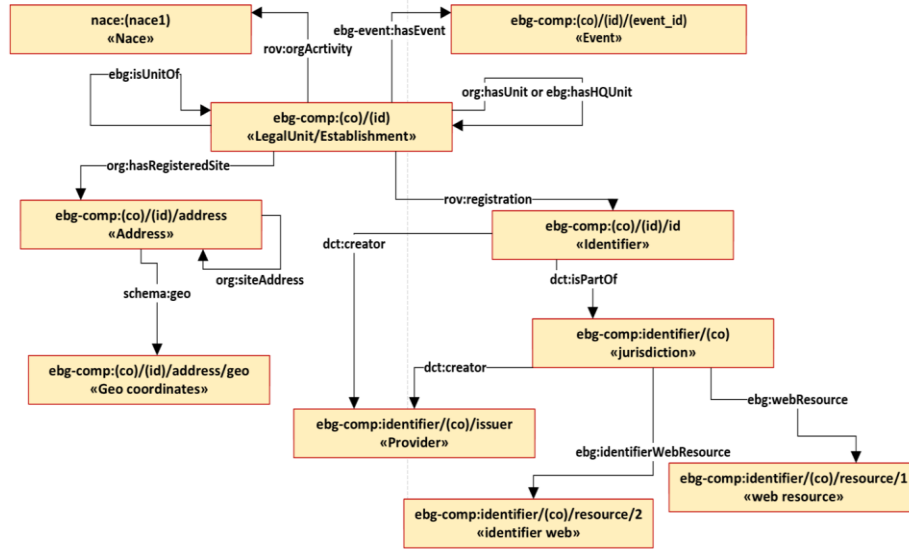 nace:(nace1)
«Nace»
ebg-comp:(co)/(id)/(event_id)
«Event»
ebg-event:hasEvent
rov:orgAcrtivity
ebg:isUnitOf
org:hasUnit or ebg:hasHQUnit
ebg-comp:(co)/(id)
«LegalUnit/Establishment»
org:hasRegisteredSite
rov:registration
ebg-comp:(co)/(id)/address
«Address»
ebg-comp:(co)/(id)/id
«Identifier»
dct:creator
org:siteAddress
dct:isPartOf
schema:geo
ebg-comp:identifier/(co)
«jurisdiction»
ebg-comp:(co)/(id)/address/geo
«Geo coordinates»
dct:creator
ebg:webResource
ebg-comp:identifier/(co)/issuer
«Provider»
ebg:identifierWebResource
ebg-comp:identifier/(co)/resource/1
«web resource»
ebg-comp:identifier/(co)/resource/2
«identifier web»